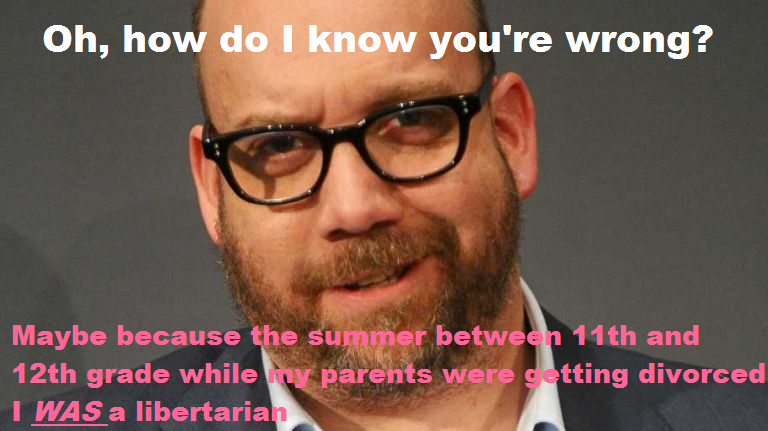 Oh, how do I know you're wrong?
Maybe because the summer between 11th and
12th grade while my parents were getting divorced
I WAS a libertarian